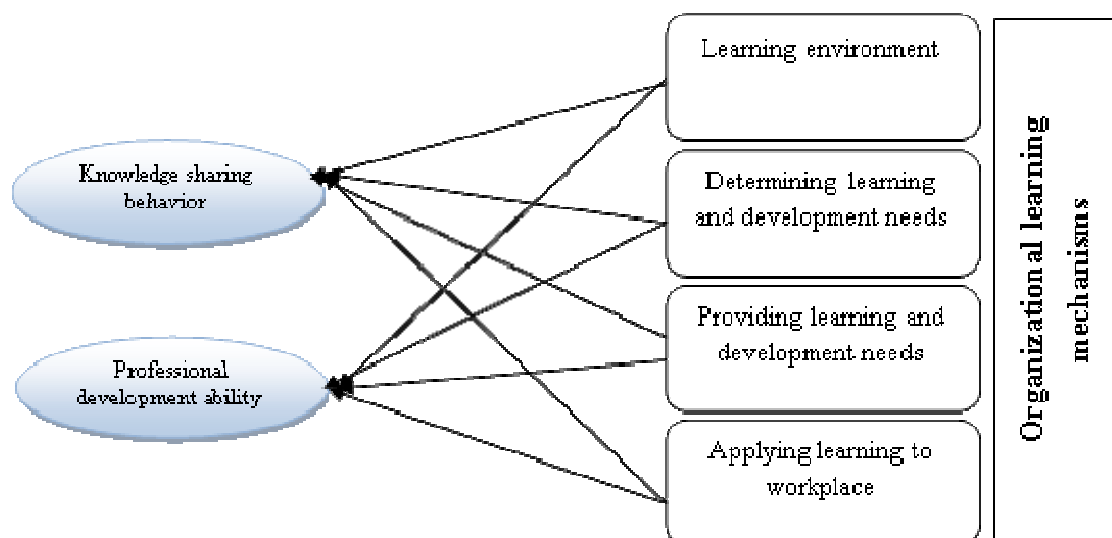 Learning environment
Knowledge sharing
behavior
Determining learning
and development needs
Providing learning and
development needs
Professional
development ability
Applying learning to
workplace
Organizational learning
mechanisms